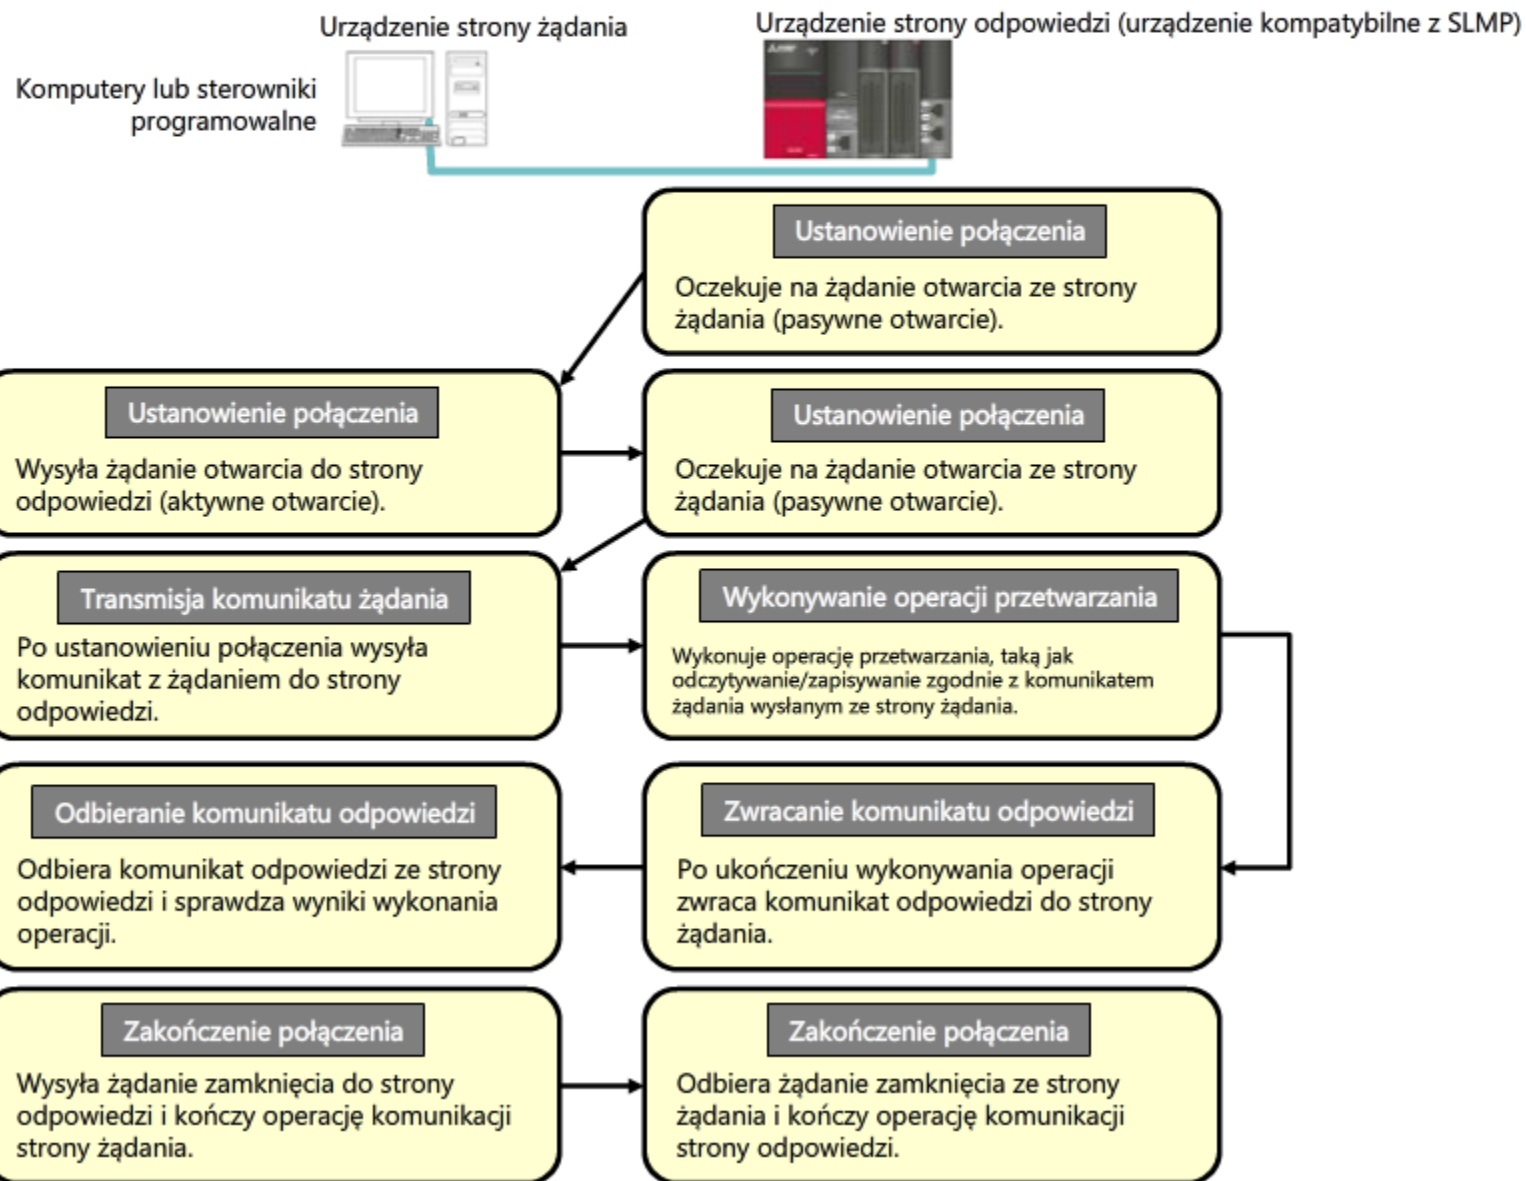 Urządzenie strony żądania
Urządzenie strony odpowiedzi (urządzenie kompatybilne z SLMP)
Komputery lub sterowniki
programowalne
Ustanowienie połączenia
Oczekuje na żądanie otwarcia ze strony
żądania (pasywne otwarcie).
Ustanowienie połączenia
Wysyła żądanie otwarcia do strony
odpowiedzi (aktywne otwarcie).
Ustanowienie połączenia
Oczekuje na żądanie otwarcia ze strony
żądania (pasywne otwarcie).
Transmisja komunikatu żądania
Po ustanowieniu połączenia wysyła
komunikat z żądaniem do strony
odpowiedzi.
Wykonywanie operacji przetwarzania
Wykonuje operację przetwarzania, taką jak
odczytywanie/zapisywanie zgodnie z komunikatem
żądania wysłanym ze strony żądania.
Odbieranie komunikatu odpowiedzi
Odbiera komunikat odpowiedzi ze strony
odpowiedzi i sprawdza wyniki wykonania
operacji.
Zwracanie komunikatu odpowiedzi
Po ukończeniu wykonywania operacji
zwraca komunikat odpowiedzi do strony
żądania.
Zakończenie połączenia
Wysyła żądanie zamknięcia do strony
odpowiedzi i kończy operację komunikacji
strony żądania.
Zakończenie połączenia
Odbiera żądanie zamknięcia ze strony
żądania i kończy operację komunikacji
strony odpowiedzi.